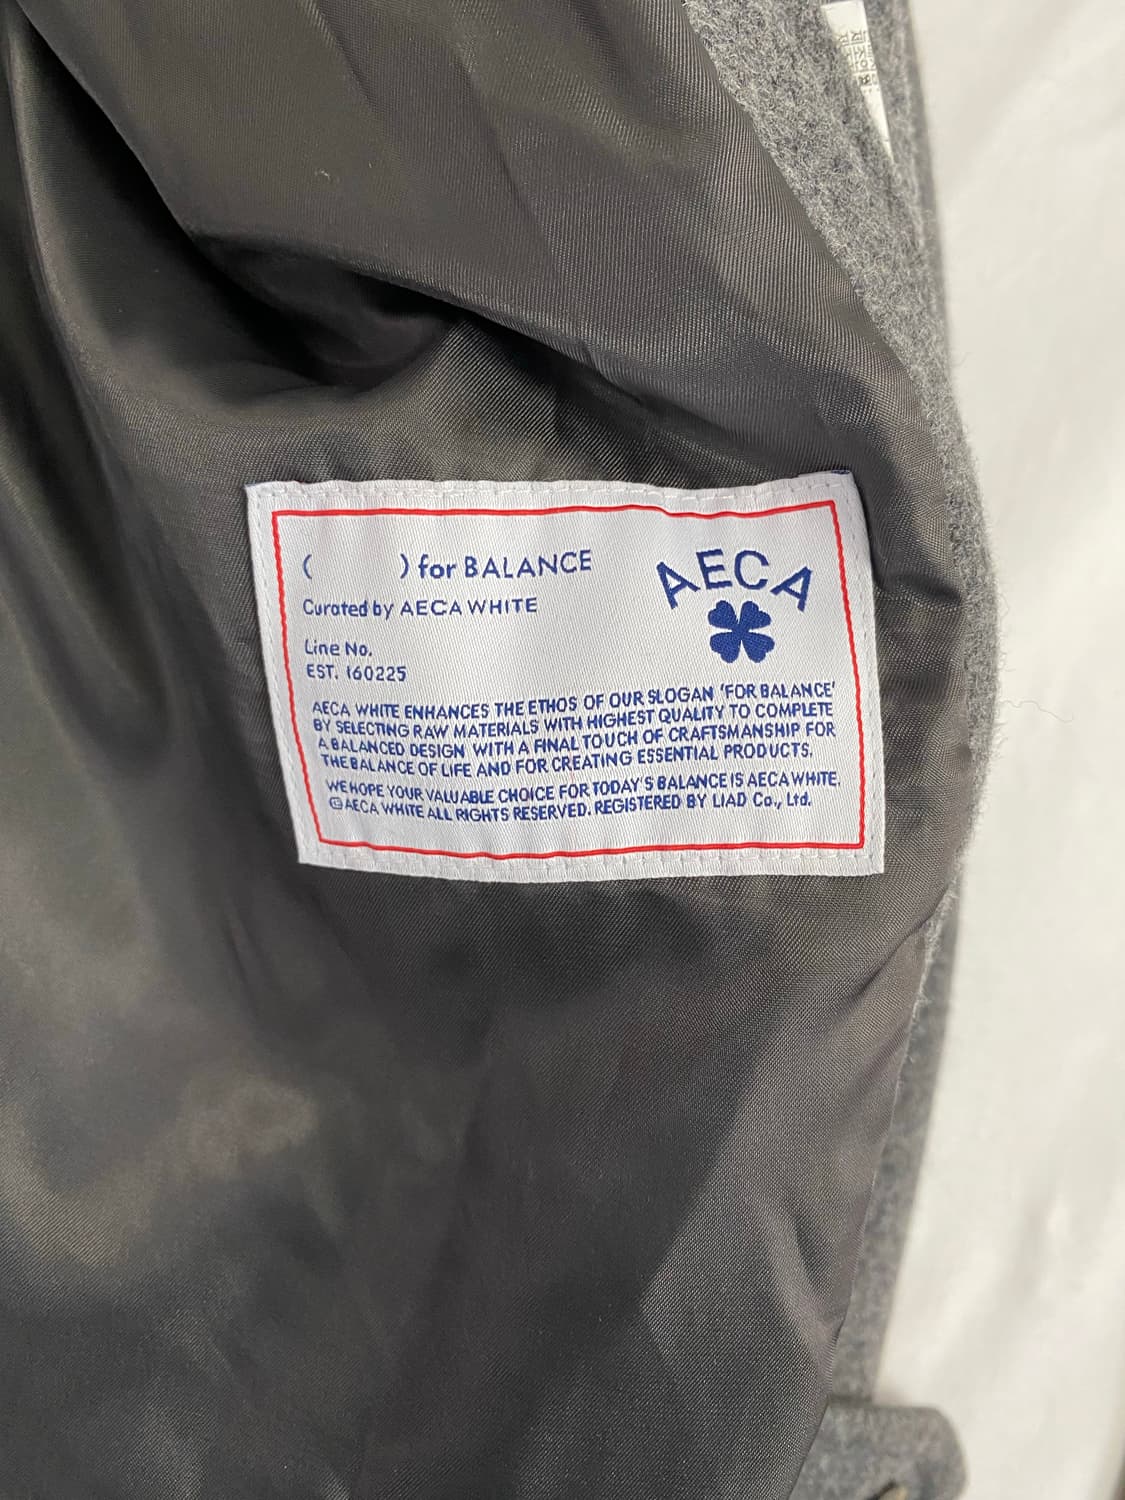 ( ) for BALANCE
Curated by AECA WHITE
AECA
Line No.
EST. 160225
AECA WHITE ENHANCES THE ETHOS OF OUR SLOGAN 'FOR BALANCE'
BY SELECTING RAW MATERIALS WITH HIGHEST QUALITY TO COMPLETE
A BALANCED DESIGN WITH A FINAL TOUCH OF CRAFTSMANSHIP FOR
THE BALANCE OF LIFE AND FOR CREATING ESSENTIAL PRODUCTS.
WE HOPE YOUR VALUABLE CHOICE FOR TODAY'S BALANCE IS AECA WHITE.
© AECA WHITE ALL RIGHTS RESERVED. REGISTERED BY LIAD Co., Ltd.